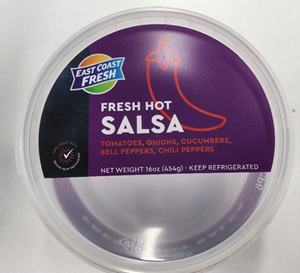 EAST COAST
FRESH
FRESH HOT
SALSA
TOMATOES, ONIONS, CUCUMBERS,
BELL PEPPERS, CHILI PEPPERS
NET WEIGHT 16oz (454g) · KEEP REFRIGERATED